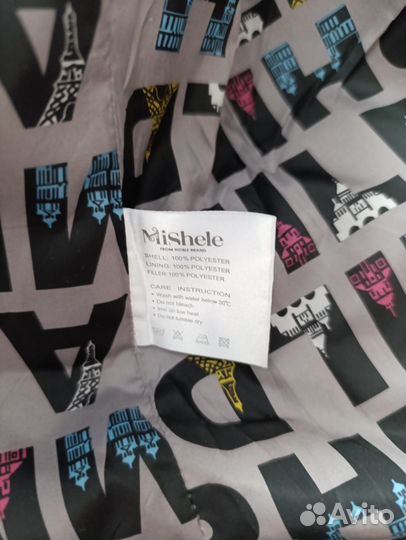 MiShele
FROM NOBLE BRAND
SHELL: 100% POLYESTER
LINING: 100% POLYESTER
FILLER: 100% POLYESTER
CARE INSTRUCTION
• Wash with water below 30℃
• Do not bleach
• Iron on low heat
• Do not tumble dry
Avito